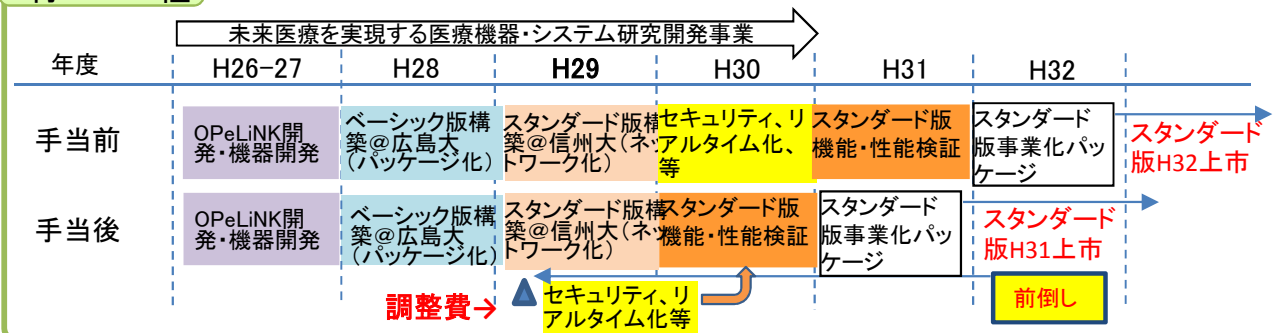 未来医療を実現する医療機器・システム研究開発事業
年度
H26-27
H28
H29
H30
H31
H32
手当前
OPeLiNK開
発・機器開発
ベーシック版構
築@広島大
(パッケージ化)
スタンダード版構
築@信州大(ネッ
トワーク化)
セキュリティ、リ
アルタイム化、
等
スタンダード版
機能・性能検証
スタンダード
版事業化パッ
ケージ
スタンダード
版H32上市
手当後
OPeLiNK開
発・機器開発
ベーシック版構
築@広島大
(パッケージ化)
スタンダード版構
築@信州大(ネッ
トワーク化)
スタンダード版
機能・性能検証
スタンダード
版事業化パッ
ケージ
スタンダード
版H31上市
調整費→
セキュリティ、リ
アルタイム化等
前倒し